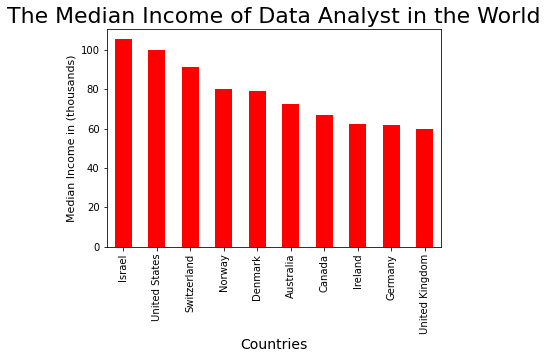 The Median Income of Data Analyst in the World
Median Income in (thousands)
100
80
60
40
20
0
Israel
United States
Switzerland
Norway
Denmark
Australia
Canada
Ireland
Germany
United Kingdom
Countries